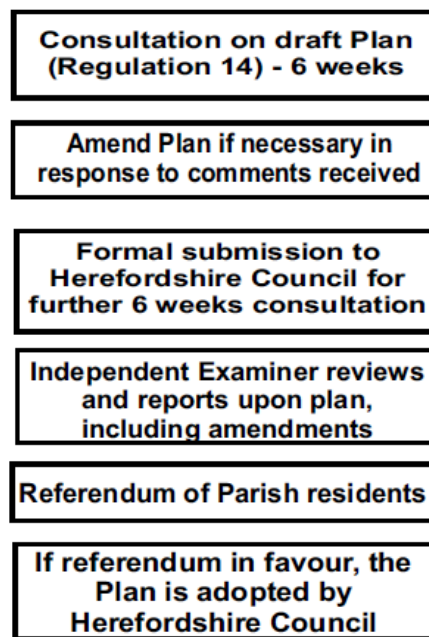 Consultation on draft Plan
(Regulation 14) - 6 weeks
Amend Plan if necessary in
response to comments received
Formal submission to
Herefordshire Council for
further 6 weeks consultation
Independent Examiner reviews
and reports upon plan,
including amendments
Referendum of Parish residents
If referendum in favour, the
Plan is adopted by
Herefordshire Council